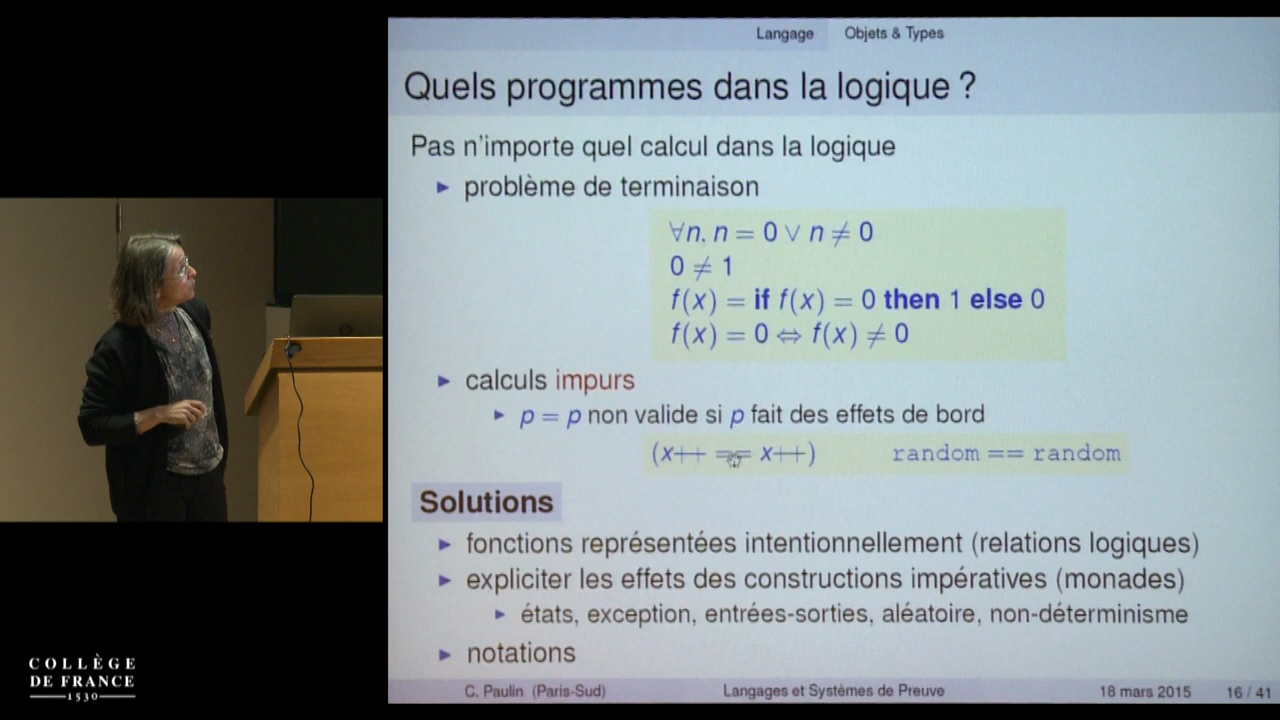 Langage Objets & Types
Quels programmes dans la logique ?
Pas n'importe quel calcul dans la logique
► problème de terminaison
∀n. n = 0 ∨ n ≠ 0
0 ≠ 1
f(x) = if f(x) = 0 then 1 else 0
f(x) = 0 ⇔ f(x) ≠ 0
► calculs impurs
► p = p non valide si p fait des effets de bord
(x++ == x++) random == random
Solutions
► fonctions représentées intentionnellement (relations logiques)
► expliciter les effets des constructions impératives (monades)
► états, exception, entrées-sorties, aléatoire, non-déterminisme
► notations
C. Paulin (Paris-Sud) Langages et Systèmes de Preuve 18 mars 2015 16 / 41
COLLÈGE
DE FRANCE
1530